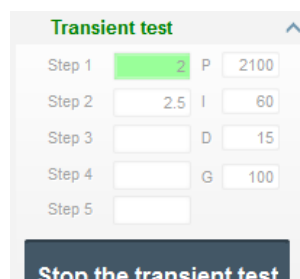 Transient test
Step 1 2 P 2100
Step 2 2.5 I 60
Step 3 D 15
Step 4 G 100
Step 5
Stop the transient test